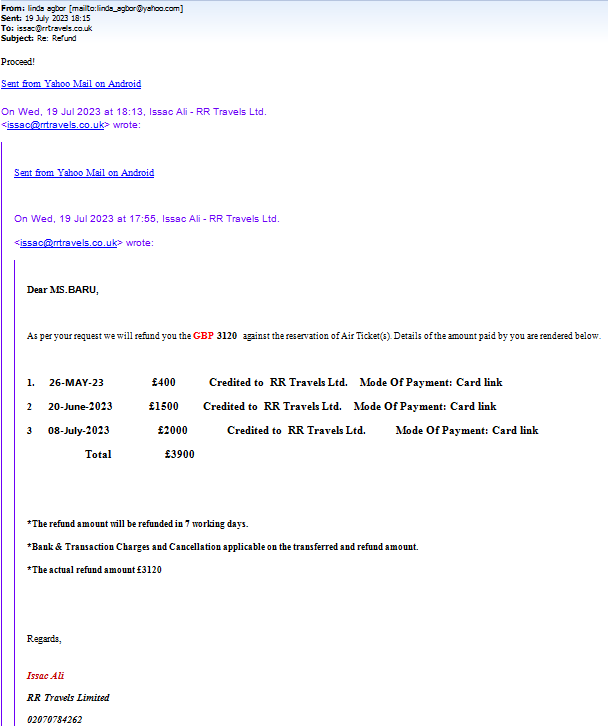 From: linda agbor [mailto:linda_agbor@yahoo.com]
Sent: 19 July 2023 18:15
To: issac@rrtravels.co.uk
Subject: Re: Refund
Proceed!
Sent from Yahoo Mail on Android
On Wed, 19 Jul 2023 at 18:13, Issac Ali - RR Travels Ltd.
<issac@rrtravels.co.uk> wrote:
Sent from Yahoo Mail on Android
On Wed, 19 Jul 2023 at 17:55, Issac Ali - RR Travels Ltd.
<issac@rrtravels.co.uk> wrote:
Dear MS.BARU,
As per your request we will refund you the GBP 3120 against the reservation of Air Ticket(s). Details of the amount paid by you are rendered below.
1. 26-MAY-23 £400 Credited to RR Travels Ltd. Mode Of Payment: Card link
2 20-June-2023 £1500 Credited to RR Travels Ltd. Mode Of Payment: Card link
3 08-July-2023 £2000 Credited to RR Travels Ltd. Mode Of Payment: Card link
Total £3900
*The refund amount will be refunded in 7 working days.
*Bank & Transaction Charges and Cancellation applicable on the transferred and refund amount.
*The actual refund amount £3120
Regards,
Issac Ali
RR Travels Limited
02070784262